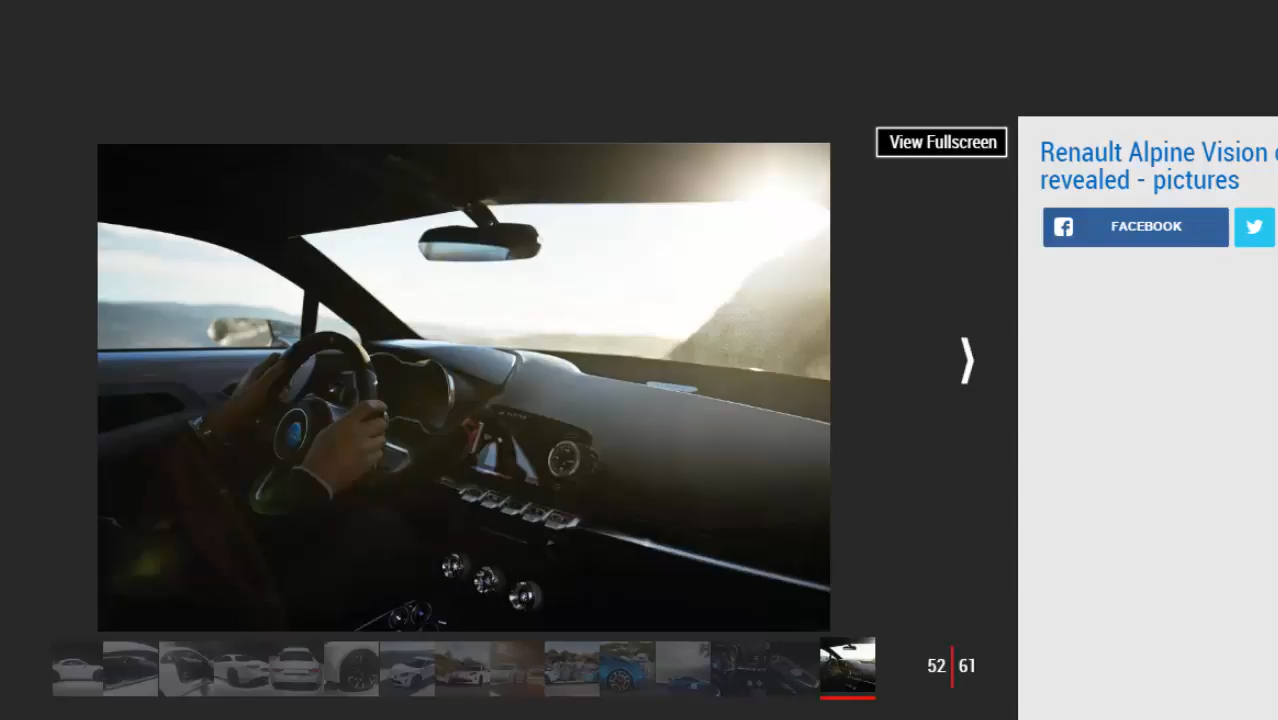 View Fullscreen
Renault Alpine Vision
revealed - pictures
FACEBOOK
52 61